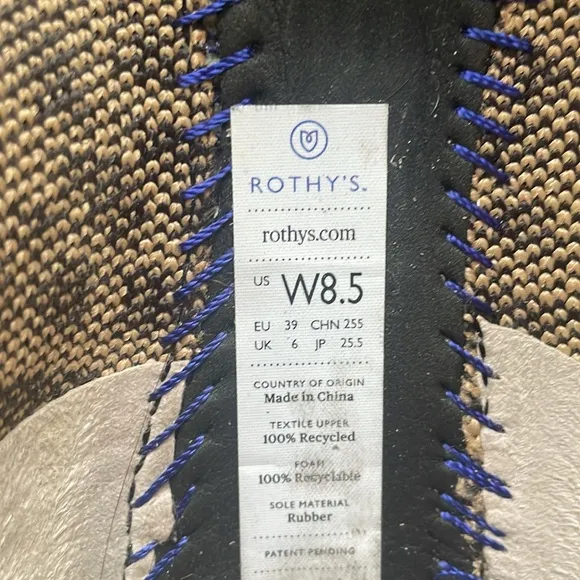 ROTHY'S.
rothys.com
US W8.5
EU 39 CHN 255
UK 6 JP 25.5
COUNTRY OF ORIGIN
Made in China
TEXTILE UPPER
100% Recycled
FOAM
100% Recyclable
SOLE MATERIAL
Rubber
PATENT PENDING